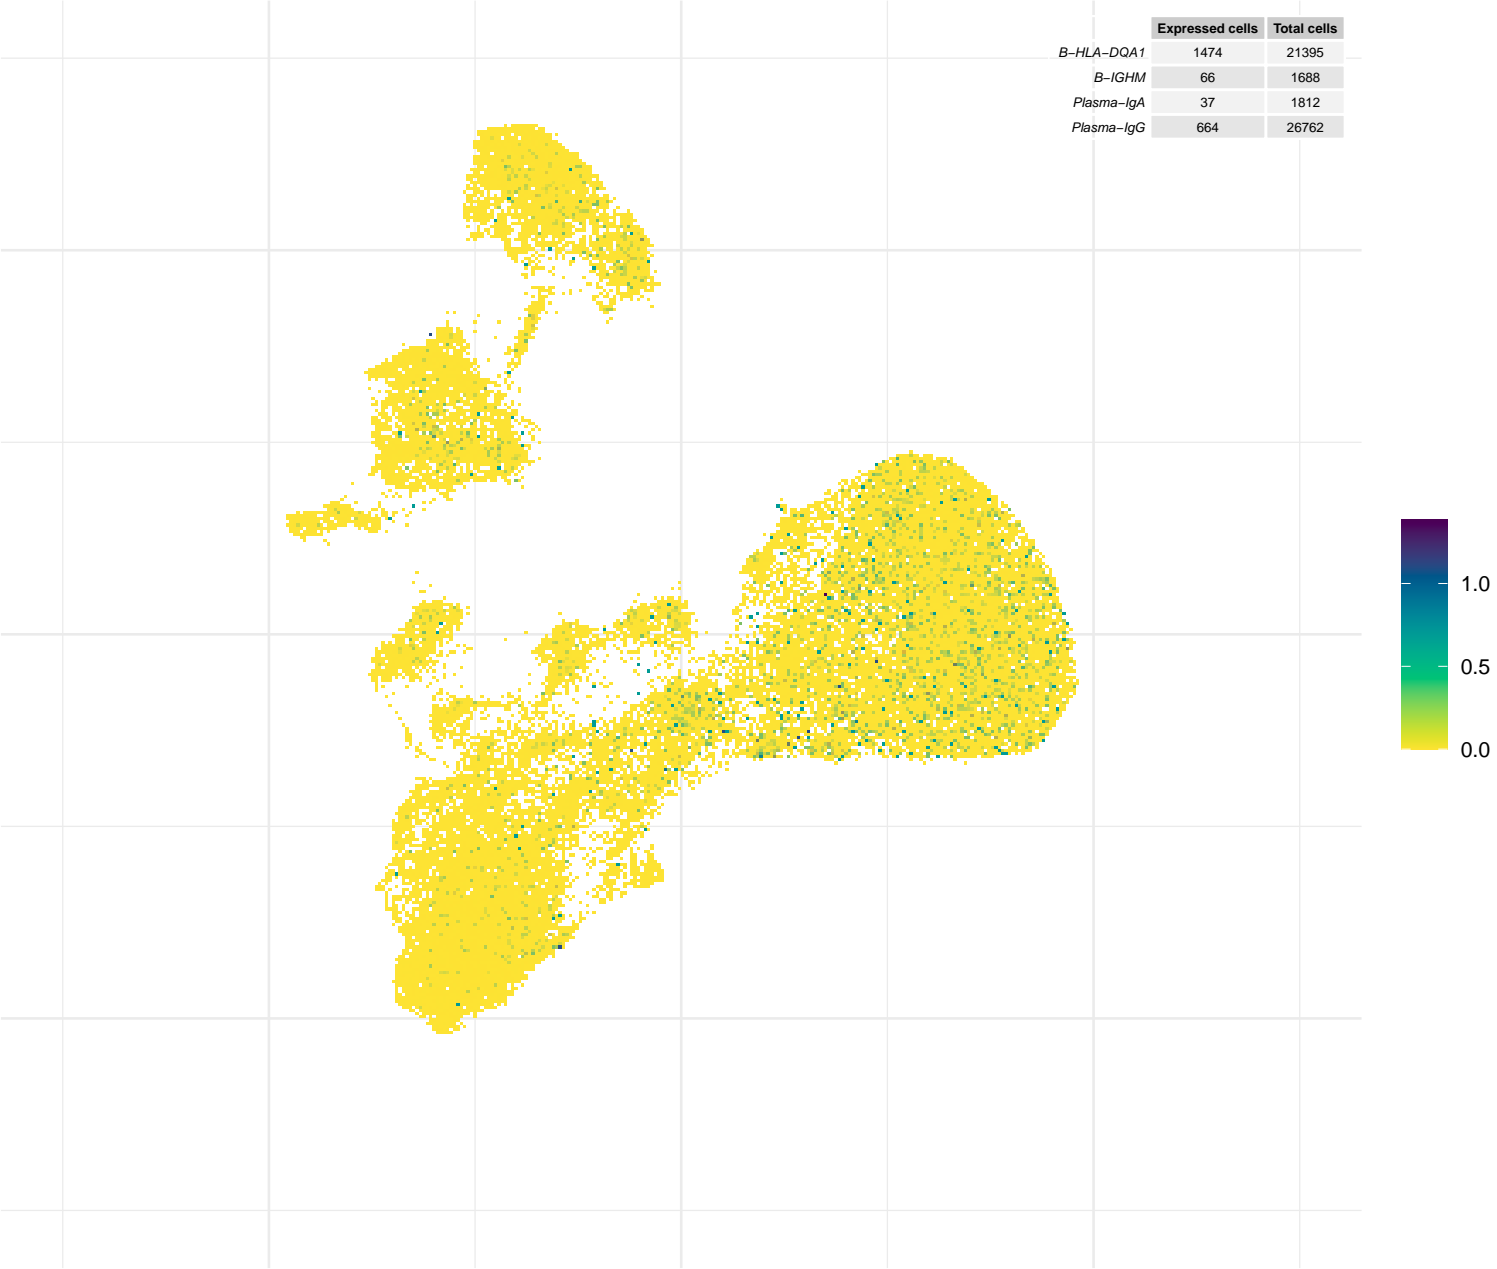 Expressed cells Total cells
B−HLA−DQA1 1474 21395
B−IGHM 66 1688
Plasma−IgA 37 1812
Plasma−IgG 664 26762
1.0
0.5
0.0